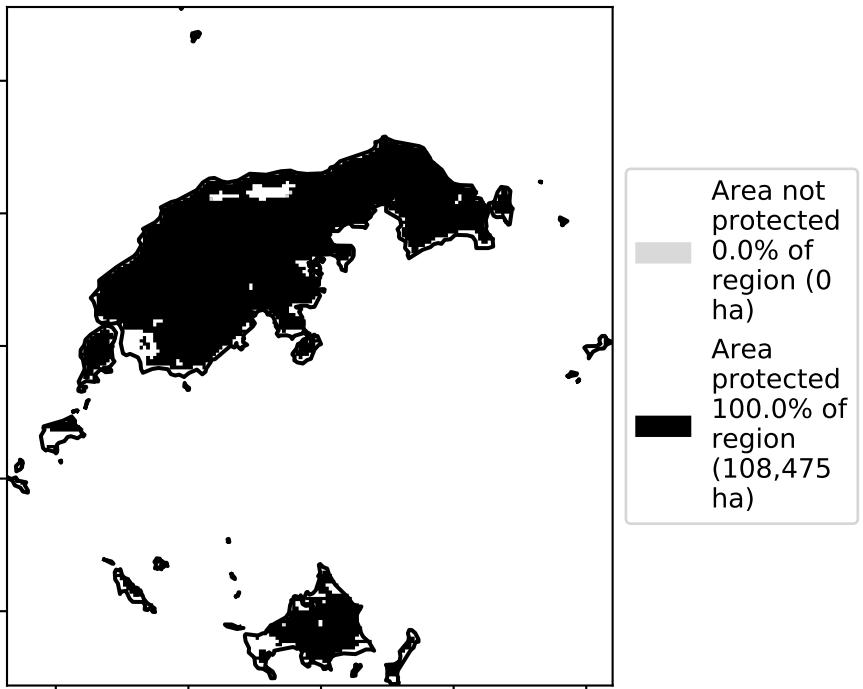 Area not
protected
0.0% of
region (0
ha)
Area
protected
100.0% of
region
(108,475
ha)